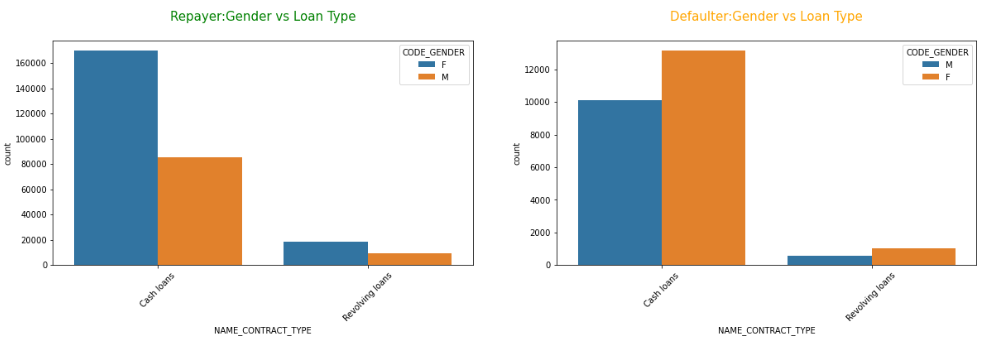 Repayer:Gender vs Loan Type
160000
140000
120000
100000
80000
60000
40000
20000
0
count
CODE_GENDER
F
M
Cash loans
Revolving loans
NAME_CONTRACT_TYPE
Defaulter:Gender vs Loan Type
12000
10000
8000
6000
4000
2000
0
count
CODE_GENDER
M
F
Cash loans
Revolving loans
NAME_CONTRACT_TYPE